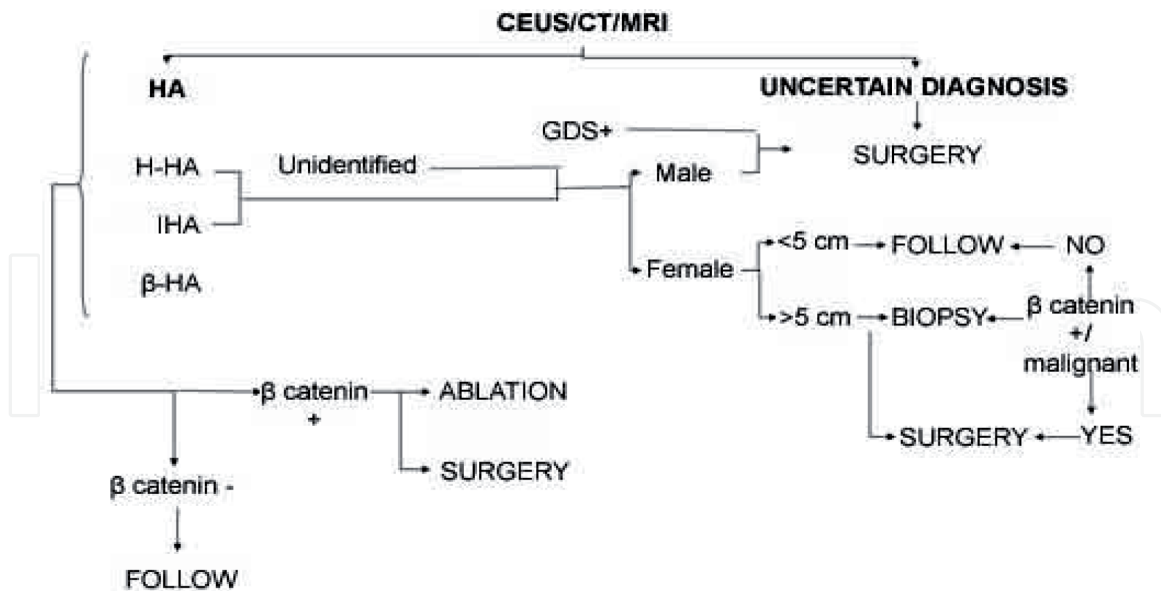 CEUS/CT/MRI
HA
UNCERTAIN DIAGNOSIS
GDS+
SURGERY
H-HA
Unidentified
Male
IHA
<5 cm
FOLLOW
NO
Female
β-HA
>5 cm
BIOPSY
β catenin
+/
malignant
β catenin
+
ABLATION
SURGERY
YES
SURGERY
β catenin -
FOLLOW